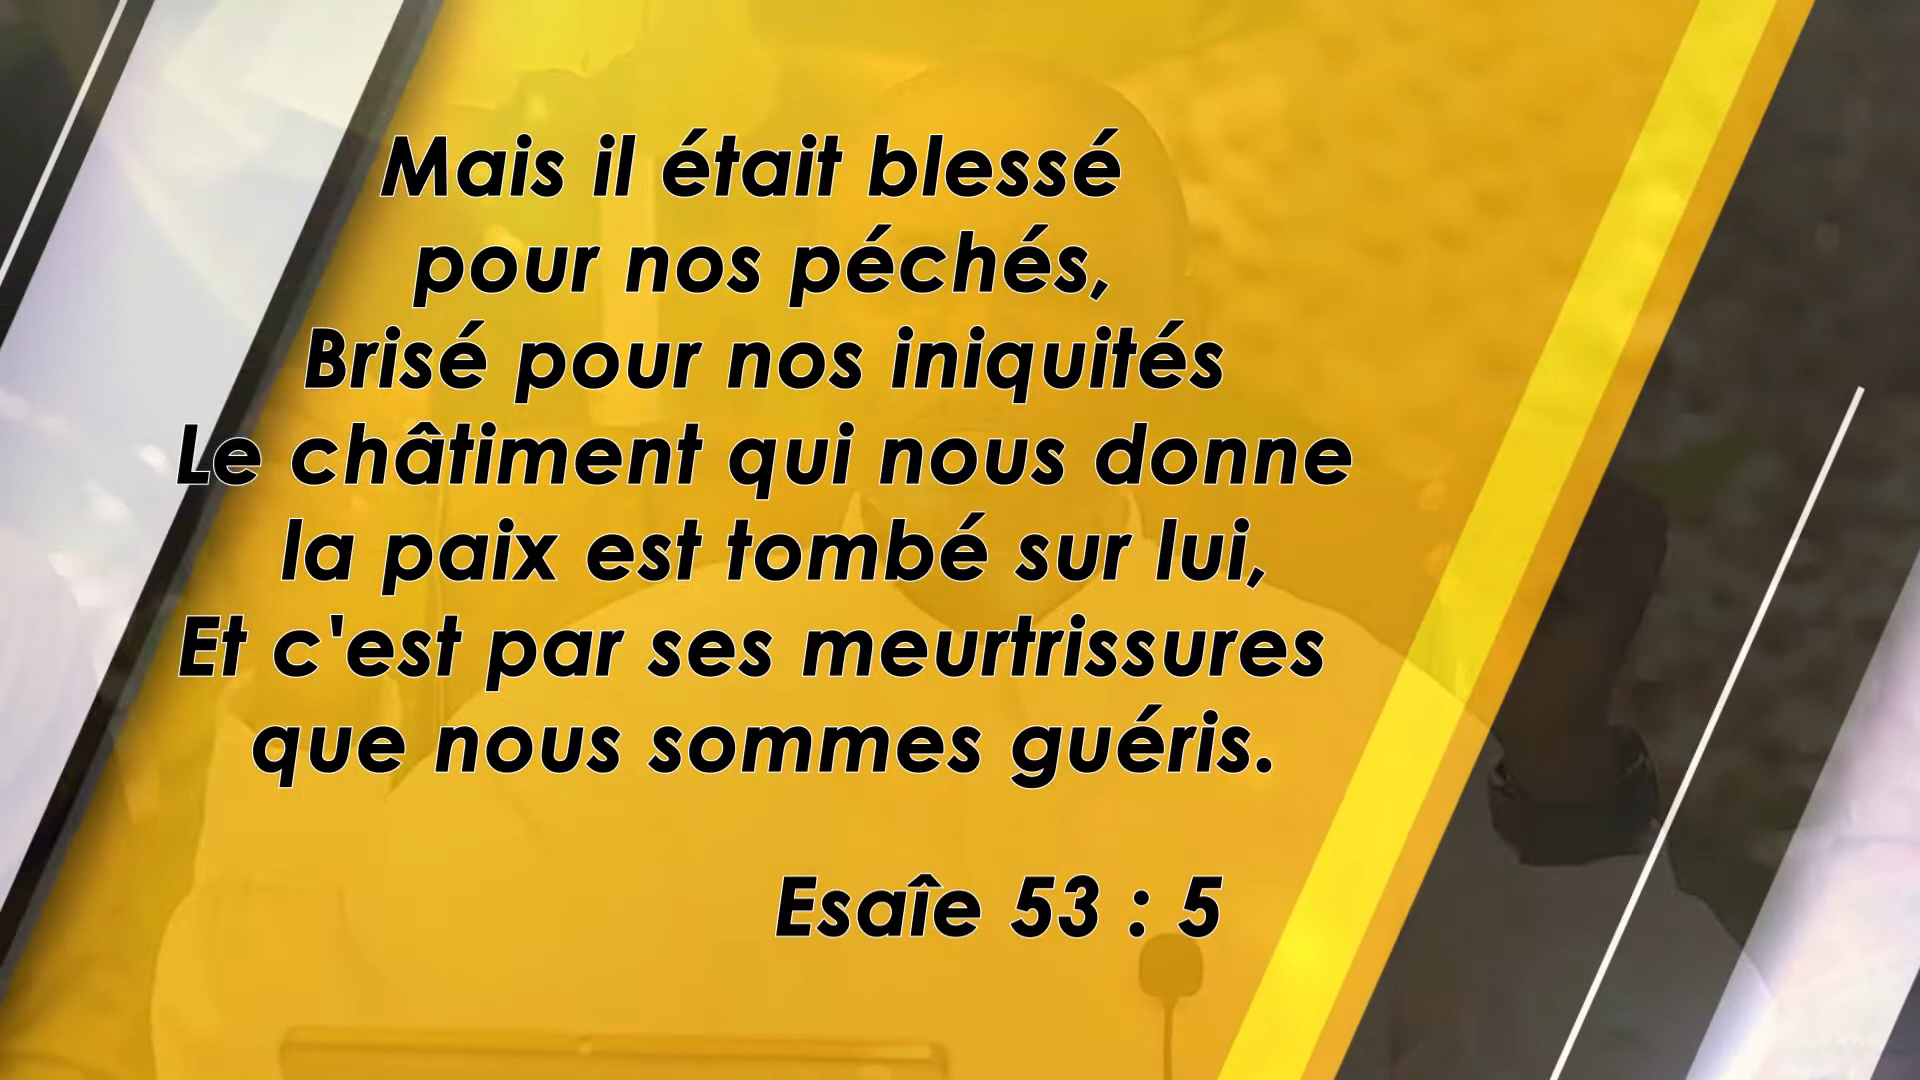 Mais il était blessé
pour nos péchés,
Brisé pour nos iniquités
Le châtiment qui nous donne
la paix est tombé sur lui,
Et c'est par ses meurtrissures
que nous sommes guéris.
Esaîe 53 : 5